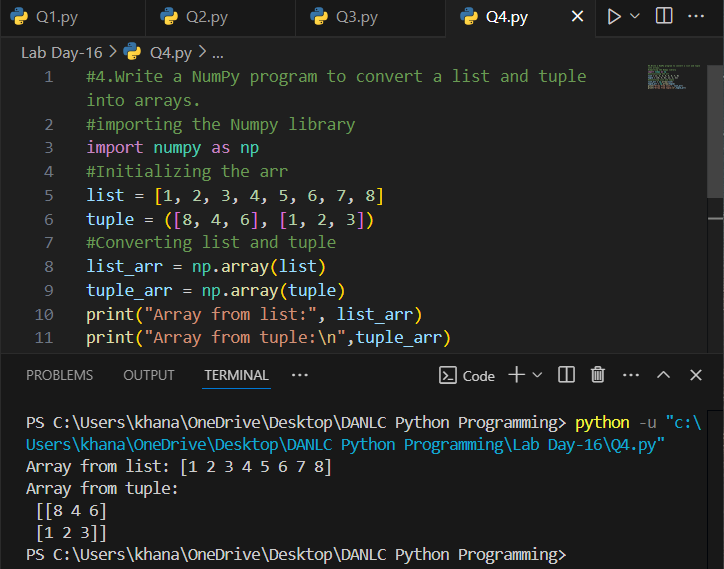 Q1.py Q2.py Q3.py Q4.py
Lab Day-16 > Q4.py > ...
1 #4.Write a NumPy program to convert a list and tuple
into arrays.
2 #importing the Numpy library
3 import numpy as np
4 #Initializing the arr
5 list = [1, 2, 3, 4, 5, 6, 7, 8]
6 tuple = ([8, 4, 6], [1, 2, 3])
7 #Converting list and tuple
8 list_arr = np.array(list)
9 tuple_arr = np.array(tuple)
10 print("Array from list:", list_arr)
11 print("Array from tuple:\n",tuple_arr)
PROBLEMS OUTPUT TERMINAL ... Code
PS C:\Users\khana\OneDrive\Desktop\DANLC Python Programming> python -u "c:\
Users\khana\OneDrive\Desktop\DANLC Python Programming\Lab Day-16\Q4.py"
Array from list: [1 2 3 4 5 6 7 8]
Array from tuple:
 [[8 4 6]
 [1 2 3]]
PS C:\Users\khana\OneDrive\Desktop\DANLC Python Programming>